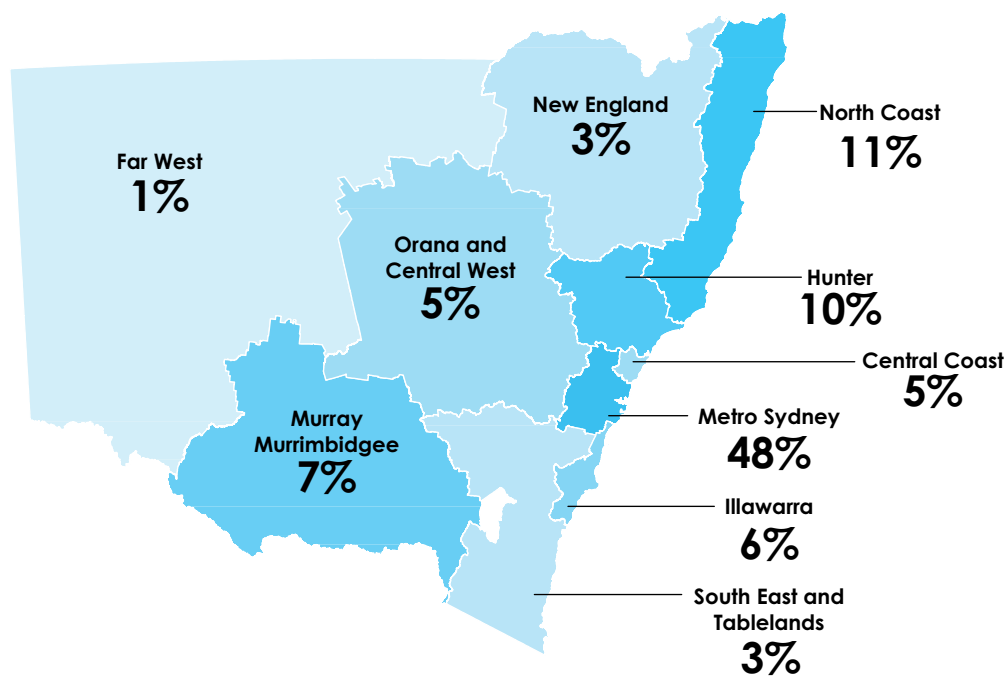 New England
3%
North Coast
11%
Far West
1%
Orana and
Central West
5%
Hunter
10%
Central Coast
5%
Murray
Murrimbidgee
7%
Metro Sydney
48%
Illawarra
6%
South East and
Tablelands
3%